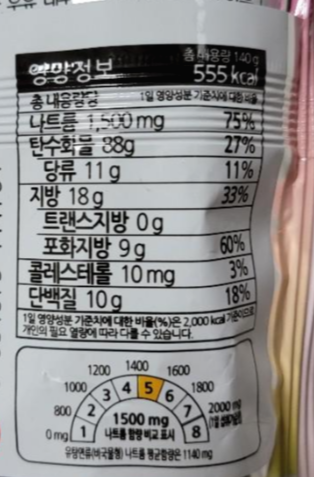 영양정보
총 내용량 140g
555 kcal
총 내용량당 1일 영양성분 기준치에 대한 비율
나트륨 1,500 mg 75%
탄수화물 88g 27%
당류 11 g 11%
지방 18 g 33%
트랜스지방 0 g
포화지방 9 g 60%
콜레스테롤 10 mg 3%
단백질 10 g 18%
1일 영양성분 기준치에 대한 비율(%)은 2,000 kcal 기준이므로
개인의 필요 열량에 따라 다를 수 있습니다.
1200 1400 1600
1000 1800
800 2000 mg
0 mg
1 2 3 4 5 6 7 8
1500 mg
나트륨 함량 비교 표시
유탕면류(비국물형) 나트륨 평균함량은 1140 mg